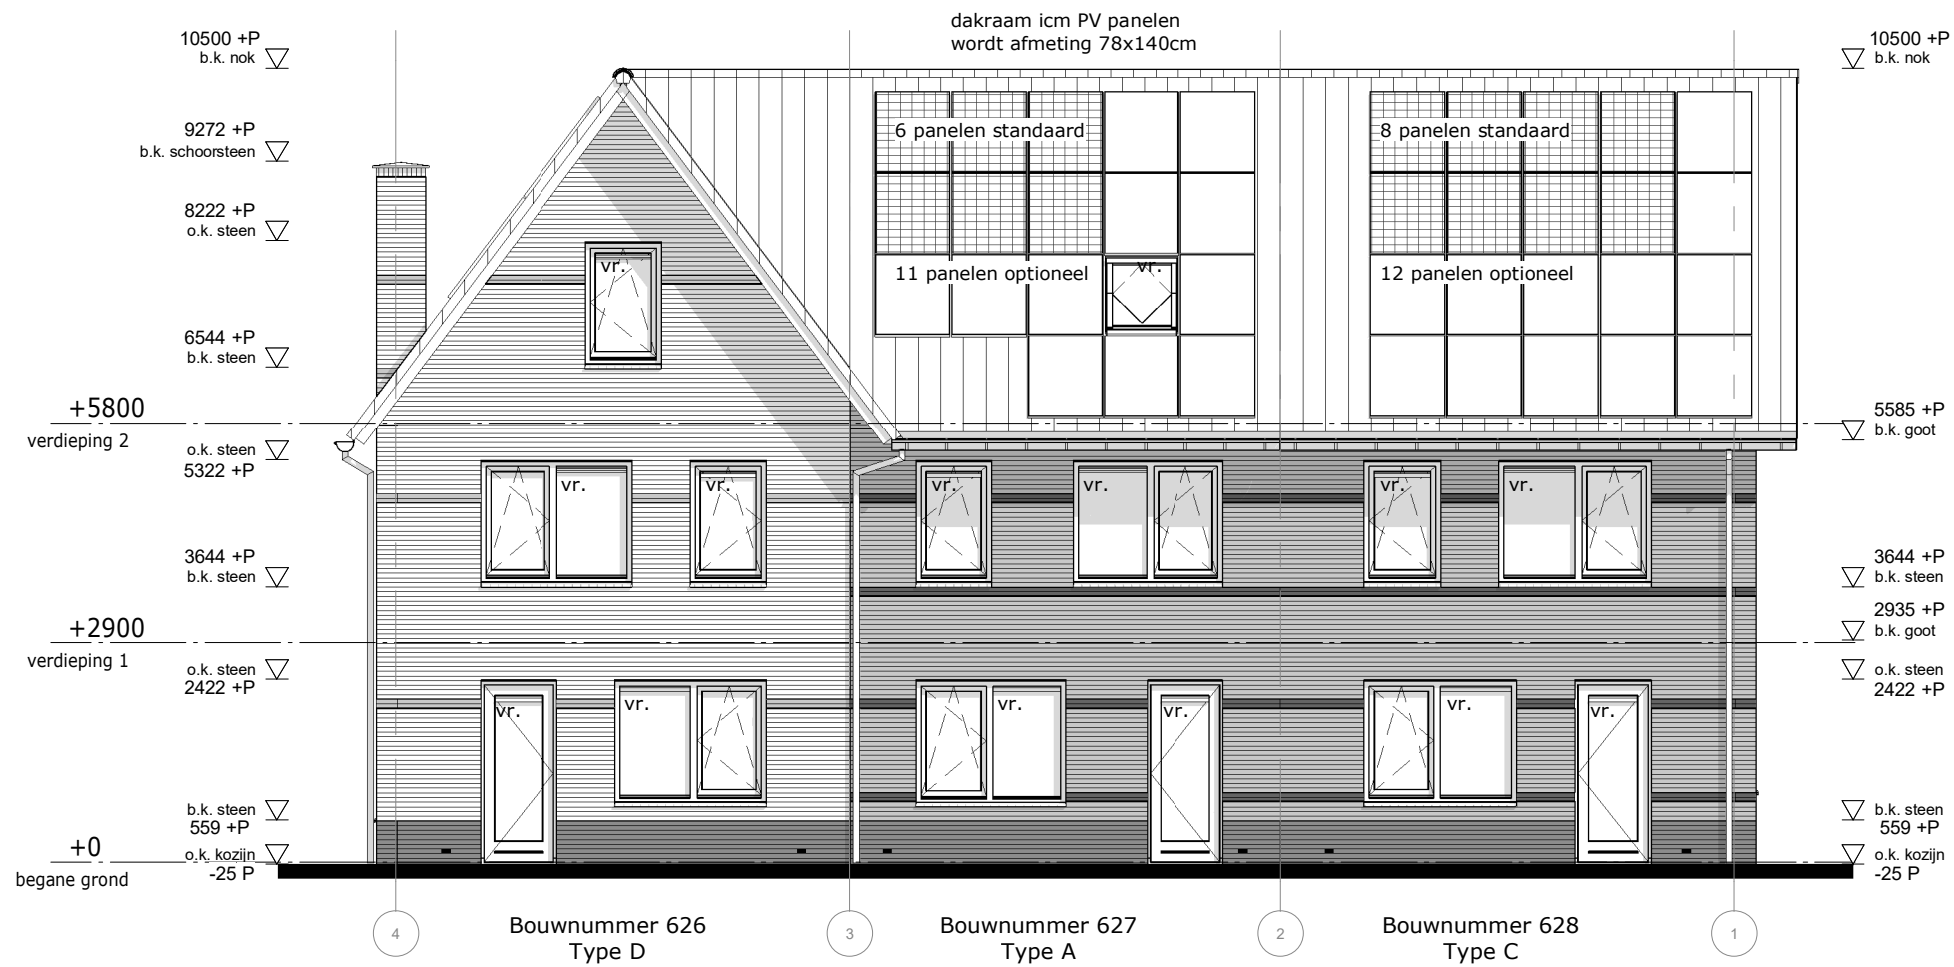 dakraam icm PV panelen
wordt afmeting 78x140cm
10500 +P
b.k. nok
9272 +P
b.k. schoorsteen
8222 +P
o.k. steen
6544 +P
b.k. steen
+5800
verdieping 2
o.k. steen
5322 +P
3644 +P
b.k. steen
+2900
verdieping 1
o.k. steen
2422 +P
b.k. steen
559 +P
+0
begane grond
o.k. kozijn
-25 P
6 panelen standaard
8 panelen standaard
vr.
vr.
11 panelen optioneel
12 panelen optioneel
vr.
vr.
vr.
vr.
vr.
vr.
vr.
vr.
vr.
vr.
vr.
vr.
10500 +P
b.k. nok
5585 +P
b.k. goot
3644 +P
b.k. steen
2935 +P
b.k. goot
o.k. steen
2422 +P
b.k. steen
559 +P
o.k. kozijn
-25 P
4
3
2
1
Bouwnummer 626
Type D
Bouwnummer 627
Type A
Bouwnummer 628
Type C